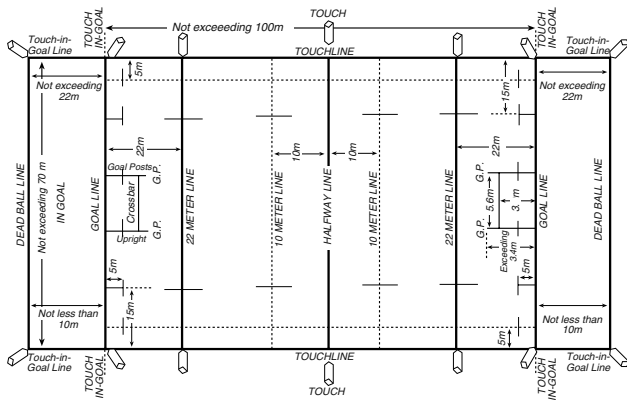 TOUCH
IN-GOAL
Not exceeeding 100m
TOUCH
TOUCH
IN-GOAL
Touch-in-
Goal Line
TOUCHLINE
Touch-in-
Goal Line
Not exceeding
22m
5m
15m
Not exceeding
22m
22m
10m
10m
22m
DEAD BALL LINE
Not exceeding 70 m
IN GOAL
GOAL LINE
Goal Posts
G.P.
Crossbar
G.P.
Upright
22 METER LINE
10 METER LINE
HALFWAY LINE
10 METER LINE
22 METER LINE
G.P.
5.6m
G.P.
Exceeding
3.4m
GOAL LINE
DEAD BALL LINE
5m
5m
15m
Not less than
10m
5m
Not less than
10m
Touch-in-
Goal Line
TOUCH
IN-GOAL
TOUCHLINE
TOUCH
TOUCH
IN-GOAL
Touch-in-
Goal Line